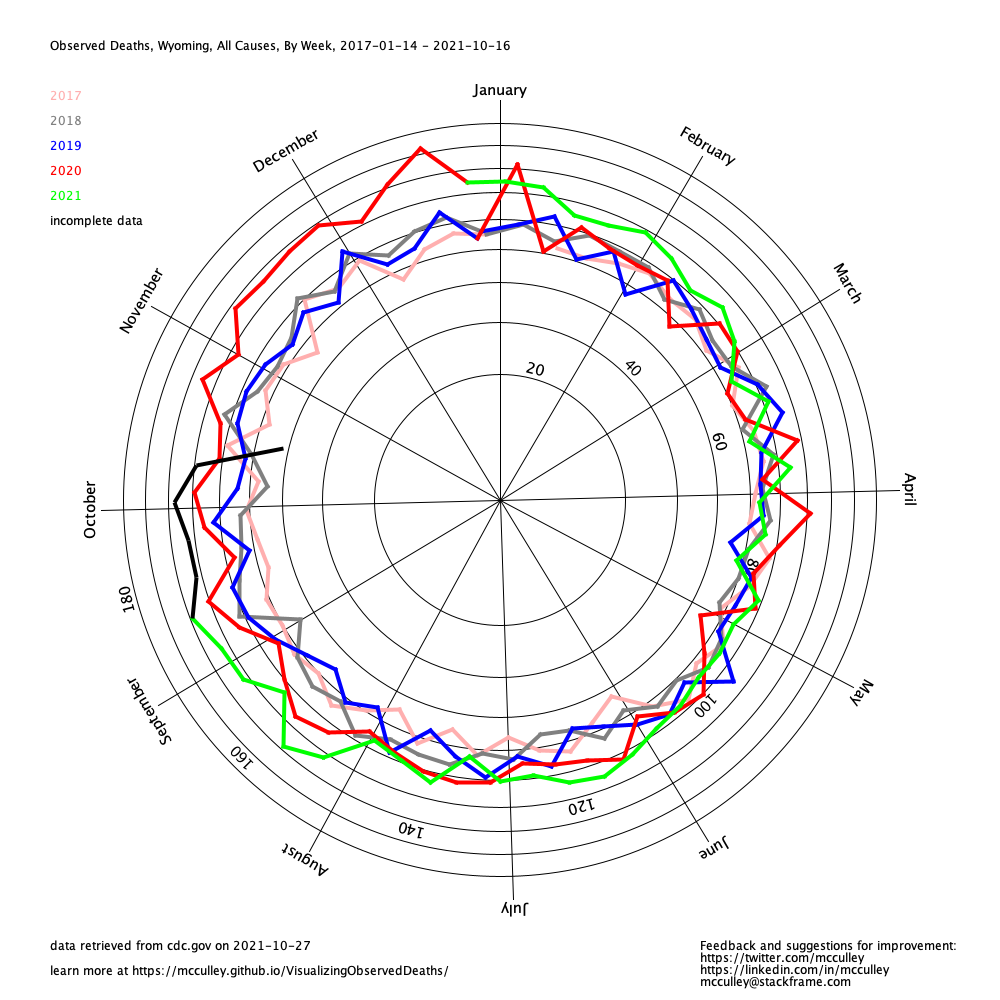 Observed Deaths, Wyoming, All Causes, By Week, 2017-01-14 - 2021-10-16
2017
2018
2019
2020
2021
incomplete data
January
February
March
April
May
June
July
August
September
October
November
December
20
40
60
80
100
120
140
160
180
data retrieved from cdc.gov on 2021-10-27
learn more at https://mcculley.github.io/VisualizingObservedDeaths/
Feedback and suggestions for improvement:
https://twitter.com/mcculley
https://linkedin.com/in/mcculley
mcculley@stackframe.com